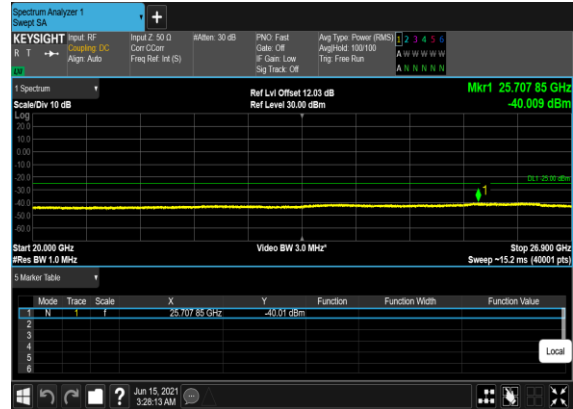 Spectrum Analyzer 1
Swept SA
+
KEYSIGHT
R T
LXI
Input: RF
Coupling: DC
Align: Auto
Input Z: 50 Ω
Corr CCorr
Freq Ref: Int (S)
#Atten: 30 dB
PNO: Fast
Gate: Off
IF Gain: Low
Sig Track: Off
Avg Type: Power (RMS)
Avg|Hold: 100/100
Trig: Free Run
1 2 3 4 5 6
A W W W W W
A N N N N N
1 Spectrum
Scale/Div 10 dB
Ref Lvl Offset 12.03 dB
Ref Level 30.00 dBm
Mkr1 25.707 85 GHz
-40.009 dBm
Log
20.0
10.0
0.00
-10.0
-20.0
-30.0
-40.0
-50.0
-60.0
DL1 -25.00 dBm
1
Start 20.000 GHz
#Res BW 1.0 MHz
Video BW 3.0 MHz*
Stop 26.900 GHz
Sweep ~15.2 ms (40001 pts)
5 Marker Table
Mode Trace Scale X Y Function Function Width Function Value
1 N 1 f 25.707 85 GHz -40.01 dBm
2
3
4
5
6
Local
?
Jun 15, 2021
3:28:13 AM